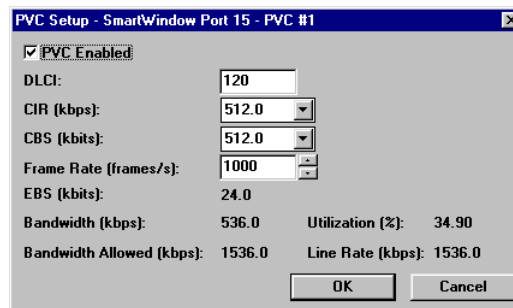 PVC Setup - SmartWindow Port 15 - PVC #1
PVC Enabled
DLCI: 120
CIR (kbps): 512.0
CBS (kbits): 512.0
Frame Rate (frames/s): 1000
EBS (kbits): 24.0
Bandwidth (kbps): 536.0 Utilization (%): 34.90
Bandwidth Allowed (kbps): 1536.0 Line Rate (kbps): 1536.0
OK Cancel